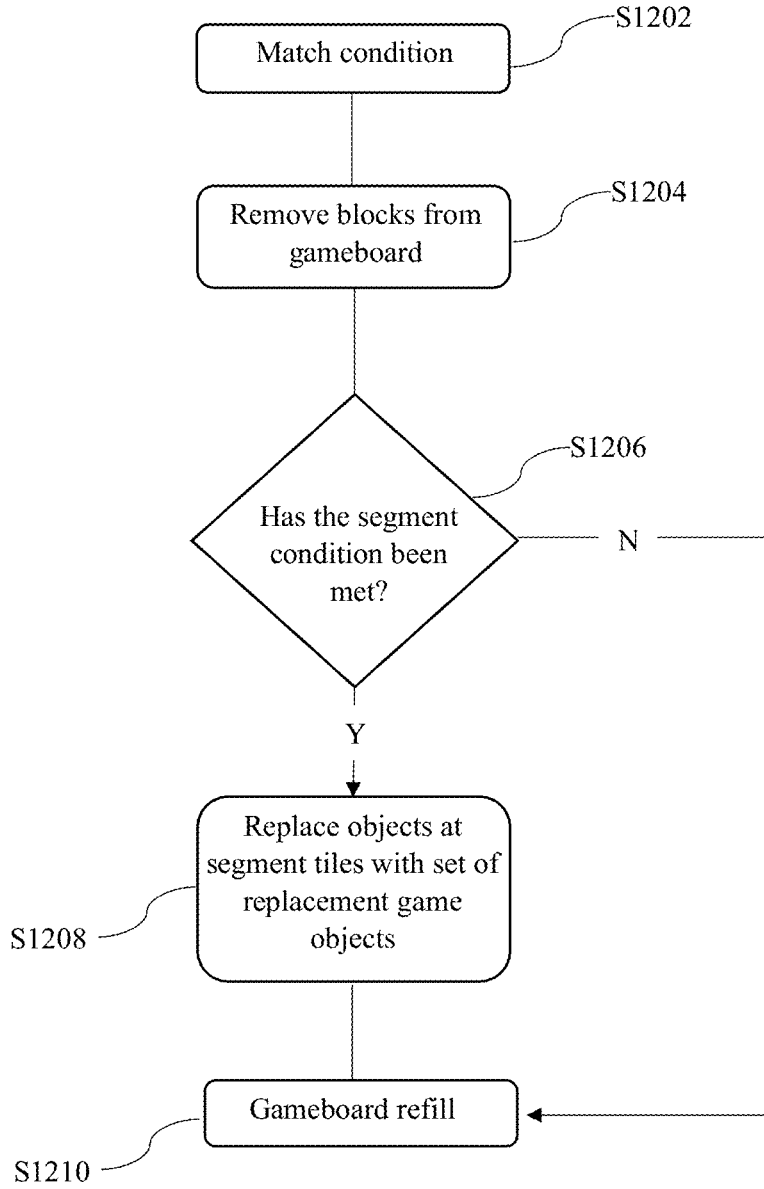 S1202
Match condition
S1204
Remove blocks from
gameboard
S1206
Has the segment
condition been
met?
N
Y
Replace objects at
segment tiles with set of
replacement game
objects
S1208
Gameboard refill
S1210